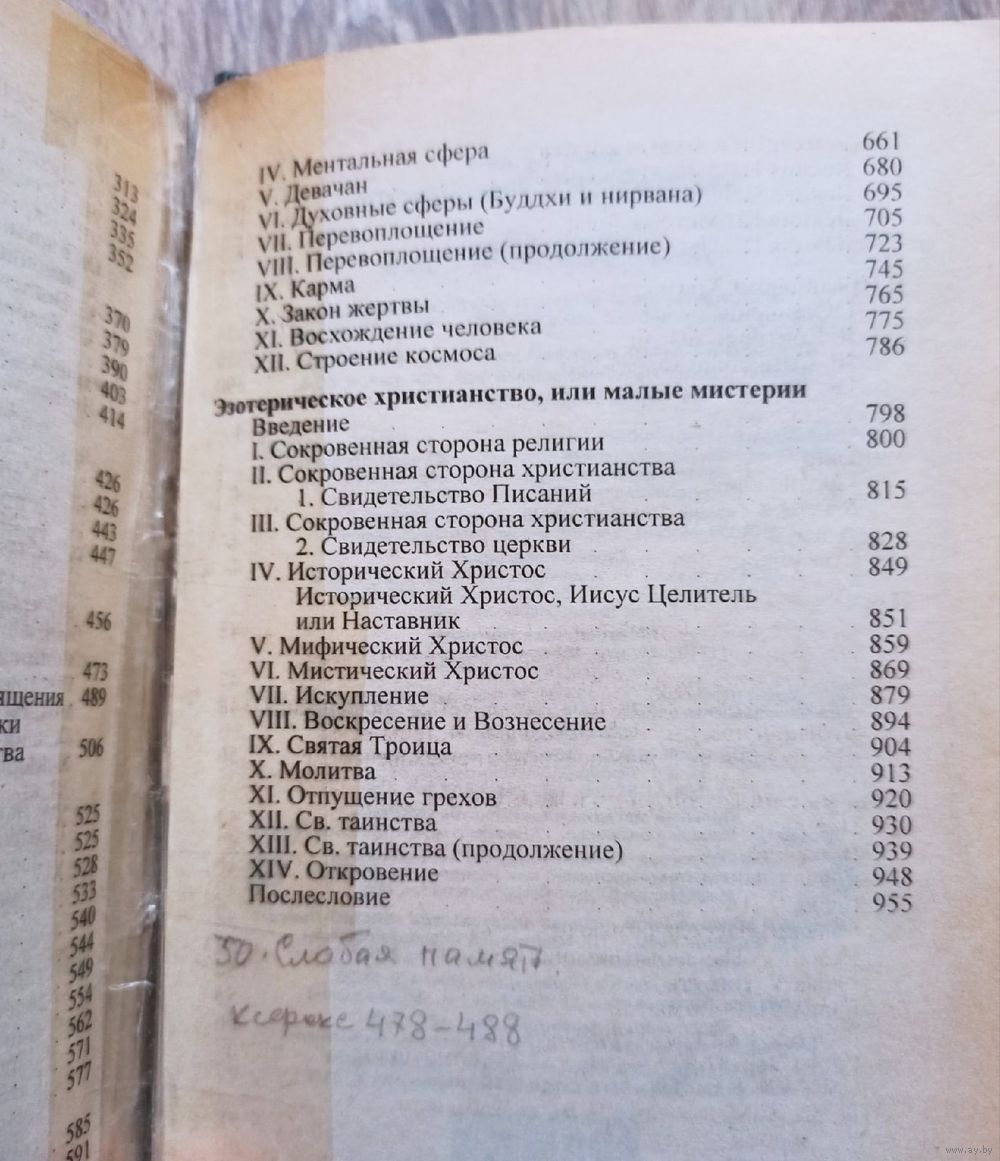 313
324
335
352
370
379
390
403
414
426
426
443
447
456
473
ящения 489
ки
тва 506
525
525
528
533
540
544
549
554
562
571
577
585
591
IV. Ментальная сфера 661
V. Девачан 680
VI. Духовные сферы (Буддхи и нирвана) 695
VII. Перевоплощение 705
VIII. Перевоплощение (продолжение) 723
IX. Карма 745
X. Закон жертвы 765
XI. Восхождение человека 775
XII. Строение космоса 786
Эзотерическое христианство, или малые мистерии
Введение 798
I. Сокровенная сторона религии 800
II. Сокровенная сторона христианства
1. Свидетельство Писаний 815
III. Сокровенная сторона христианства
2. Свидетельство церкви 828
IV. Исторический Христос 849
Исторический Христос, Иисус Целитель
или Наставник 851
V. Мифический Христос 859
VI. Мистический Христос 869
VII. Искупление 879
VIII. Воскресение и Вознесение 894
IX. Святая Троица 904
X. Молитва 913
XI. Отпущение грехов 920
XII. Св. таинства 930
XIII. Св. таинства (продолжение) 939
XIV. Откровение 948
Послесловие 955
50. Слабая памят
ксерокс 478-488
www.ay.by